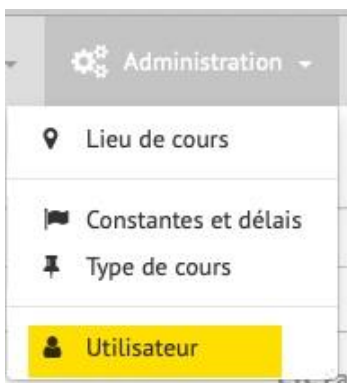 Administration
Lieu de cours
Constantes et délais
Type de cours
Utilisateur